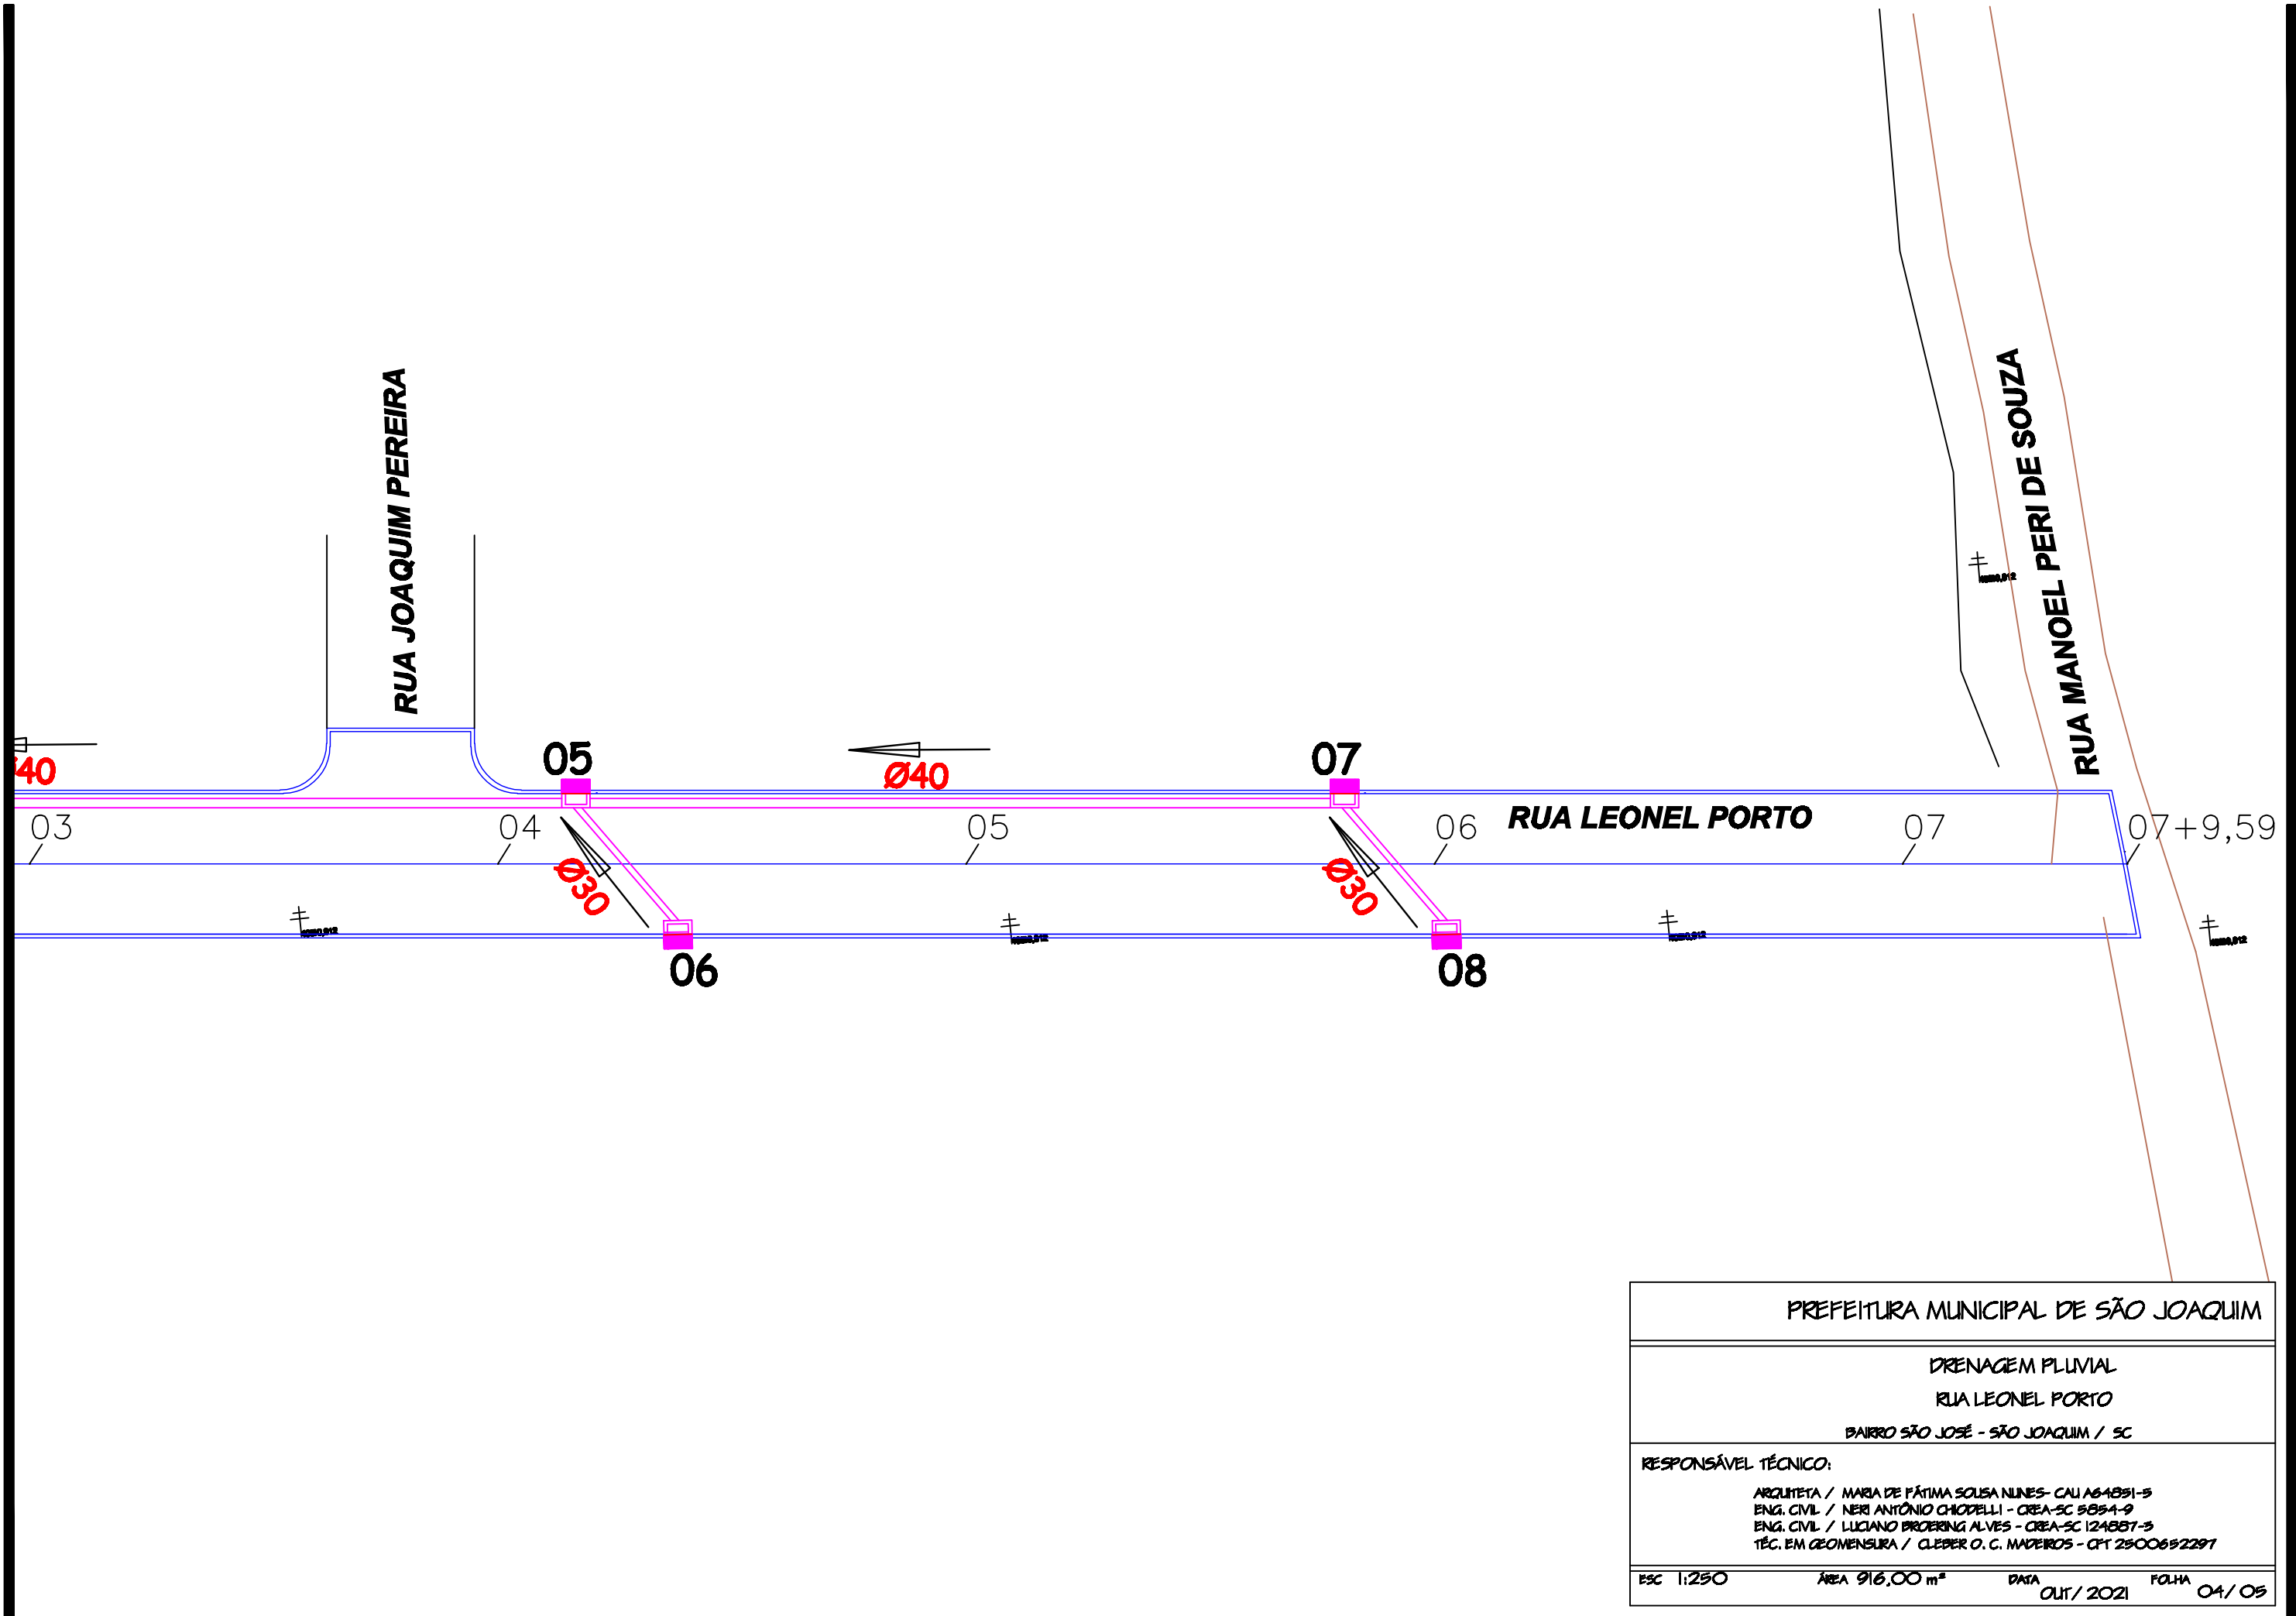 RUA JOAQUIM PEREIRA
RUA MANOEL PERI DE SOUZA
05
07
Ø40
40
RUA LEONEL PORTO
03
04
05
06
07
07+9,59
Ø30
Ø30
06
08
PREFEITURA MUNICIPAL DE SÃO JOAQUIM
DRENAGEM PLUVIAL
RUA LEONEL PORTO
BAIRRO SÃO JOSÉ - SÃO JOAQUIM / SC
RESPONSÁVEL TÉCNICO:
ARQUITETA / MARIA DE FÁTIMA SOUSA NUNES- CAU A64851-5
ENG. CIVIL / NERI ANTÔNIO CHIODELLI - CREA-SC 5854-9
ENG. CIVIL / LUCIANO BROERING ALVES - CREA-SC 124887-3
TÉC. EM GEOMENSURA / CLEBER O. C. MADEIROS - CFT 2500652297
ESC 1:250 ÁREA 916,00 m² DATA OUT/ 2021 FOLHA 04/ 05